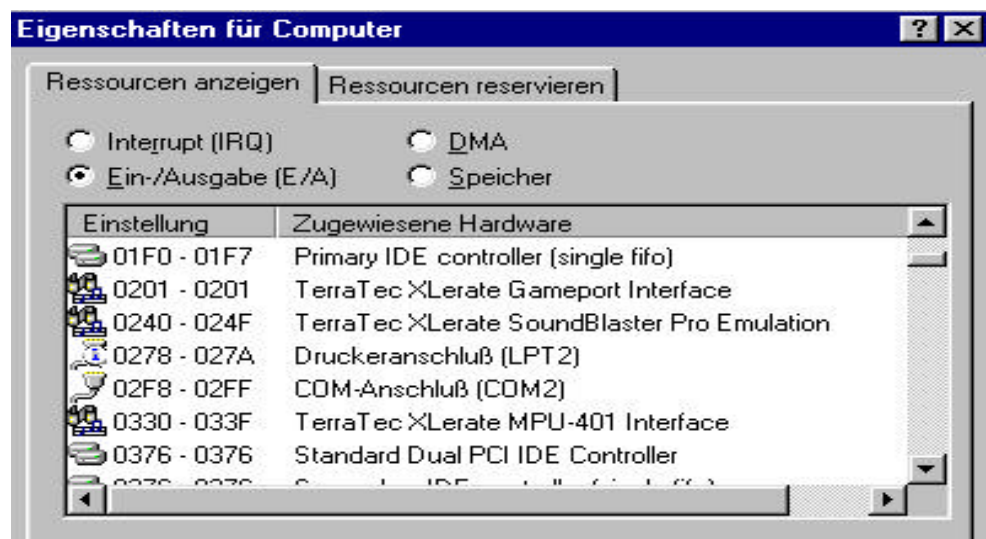 Eigenschaften für Computer
Ressourcen anzeigen Ressourcen reservieren
Interrupt (IRQ) DMA
Ein-/Ausgabe (E/A) Speicher
Einstellung Zugewiesene Hardware
01F0 - 01F7 Primary IDE controller (single fifo)
0201 - 0201 TerraTec XLerate Gameport Interface
0240 - 024F TerraTec XLerate SoundBlaster Pro Emulation
0278 - 027A Druckeranschluß (LPT2)
02F8 - 02FF COM-Anschluß (COM2)
0330 - 033F TerraTec XLerate MPU-401 Interface
0376 - 0376 Standard Dual PCI IDE Controller